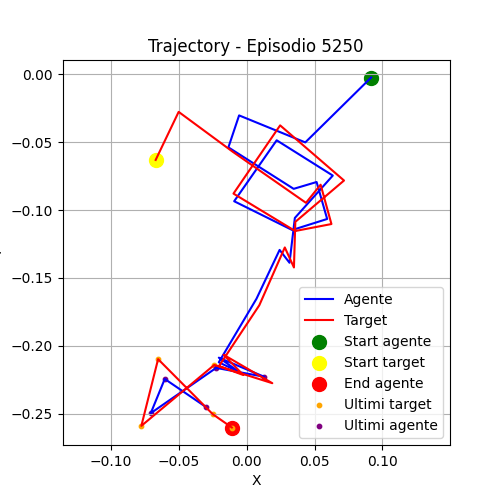 Trajectory - Episodio 5250
0.00
−0.05
−0.10
−0.15
−0.20
−0.25
−0.10
−0.05
0.00
0.05
0.10
X
Agente
Target
Start agente
Start target
End agente
Ultimi target
Ultimi agente